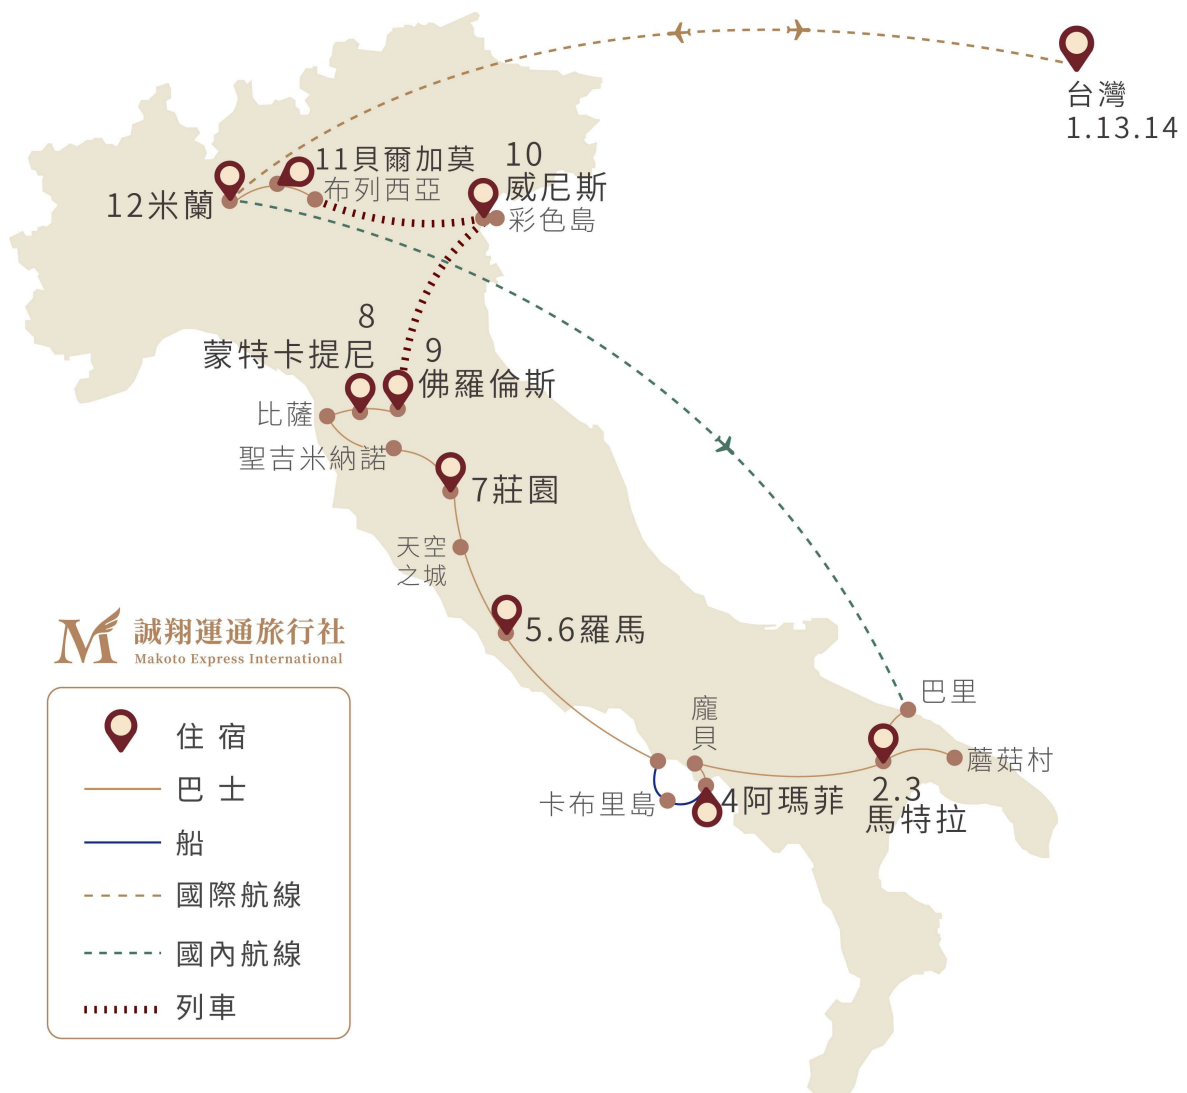 台灣
1.13.14
11貝爾加莫
布列西亞
10
威尼斯
彩色島
12米蘭
8
蒙特卡提尼
9
佛羅倫斯
比薩
聖吉米納諾
7莊園
天空
之城
5.6羅馬
巴里
龐
貝
蘑菇村
卡布里島
4阿瑪菲
2.3
馬特拉
誠翔運通旅行社
Makoto Express International
住宿
巴士
船
國際航線
國內航線
列車